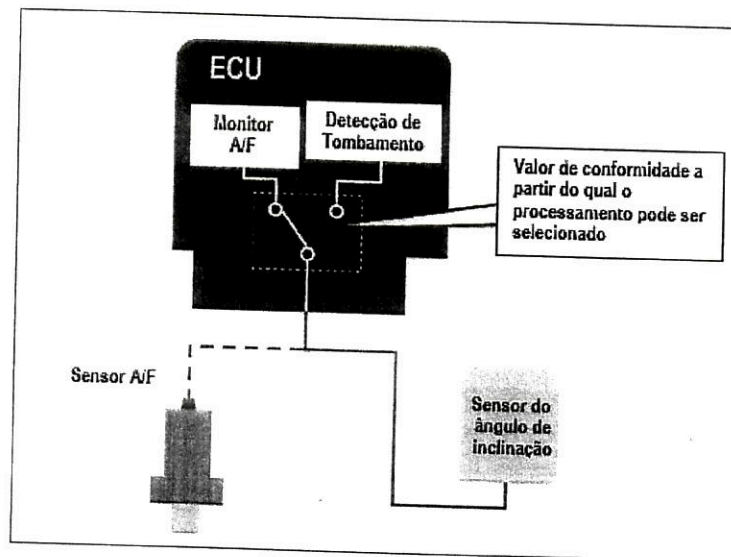 ECU
Monitor
A/F
Detecção de
Tombamento
Valor de conformidade a
partir do qual o
processamento pode ser
selecionado
Sensor A/F
Sensor do
ângulo de
inclinação